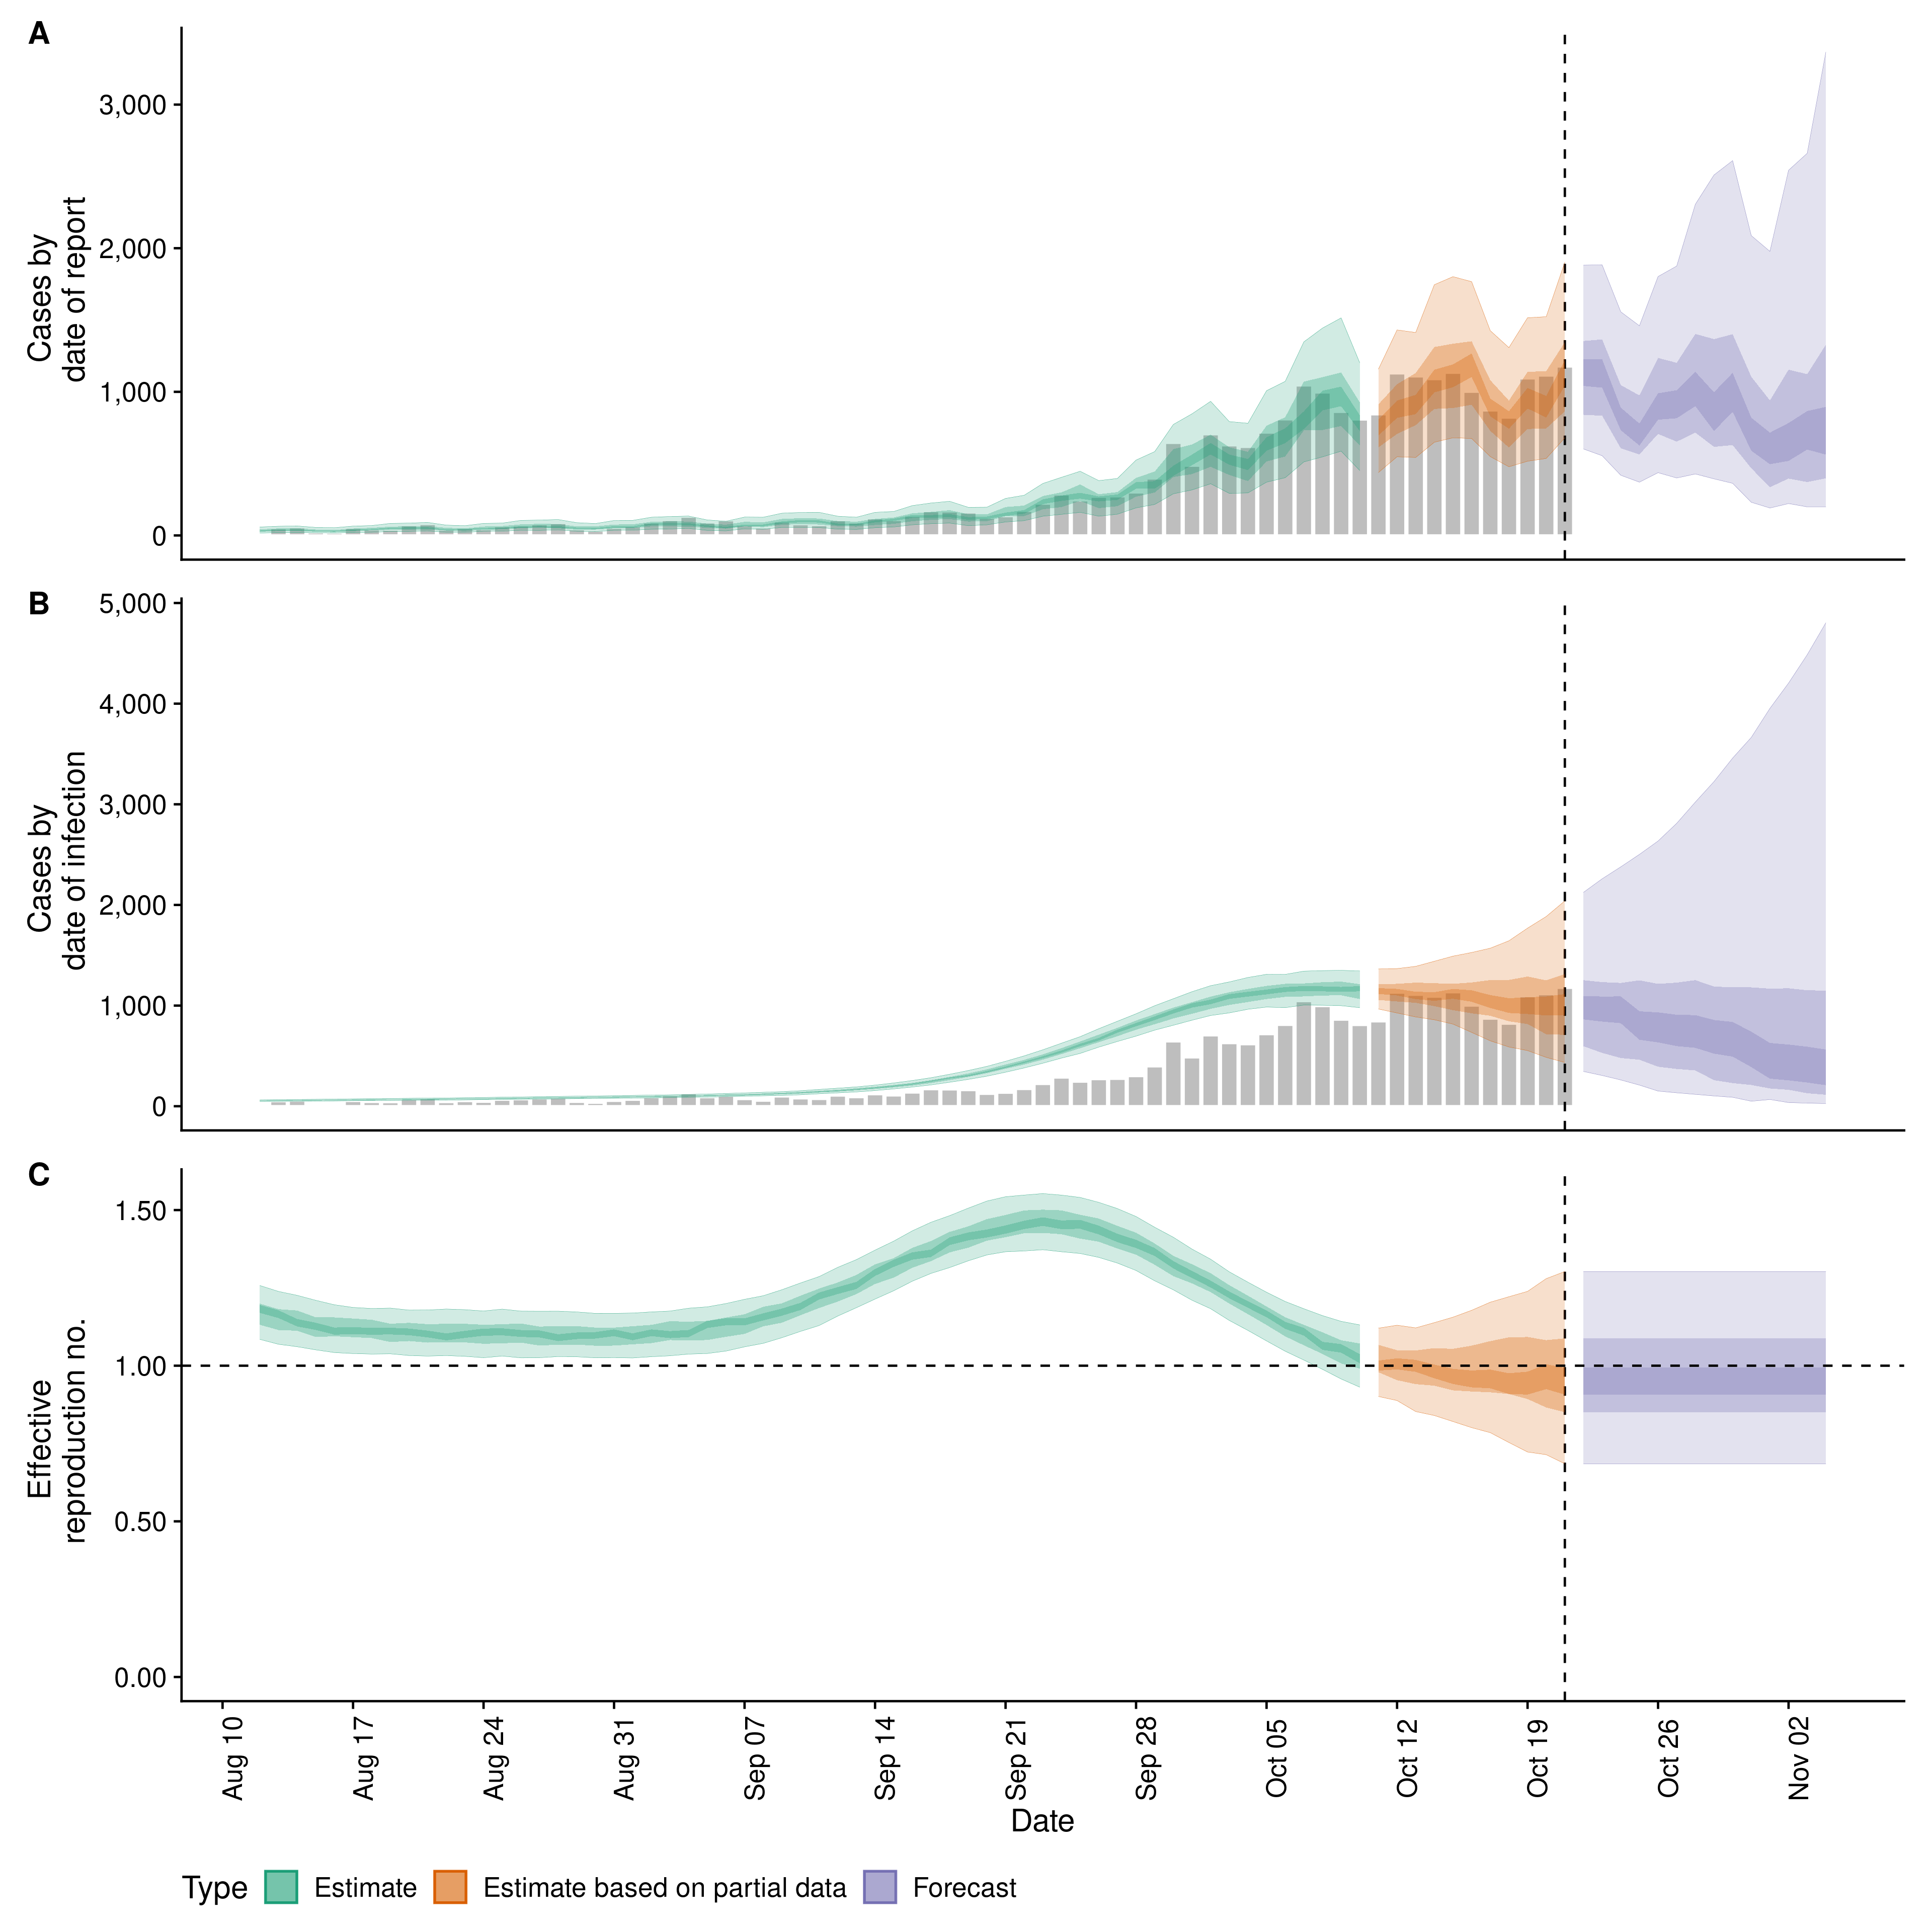 A
Cases by
date of report
3,000
2,000
1,000
0
B
Cases by
date of infection
5,000
4,000
3,000
2,000
1,000
0
C
Effective
reproduction no.
1.50
1.00
0.50
0.00
Aug 10
Aug 17
Aug 24
Aug 31
Sep 07
Sep 14
Sep 21
Sep 28
Oct 05
Oct 12
Oct 19
Oct 26
Nov 02
Date
Type Estimate Estimate based on partial data Forecast